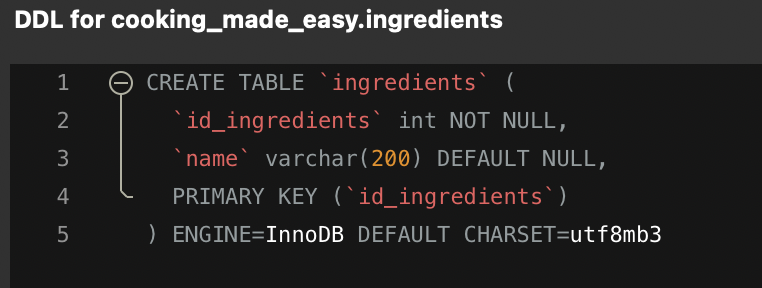 DDL for cooking_made_easy.ingredients
1 CREATE TABLE `ingredients` (
2 `id_ingredients` int NOT NULL,
3 `name` varchar(200) DEFAULT NULL,
4 PRIMARY KEY (`id_ingredients`)
5 ) ENGINE=InnoDB DEFAULT CHARSET=utf8mb3